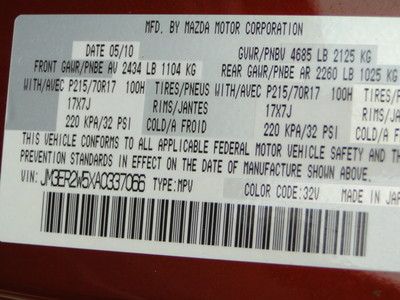 MFD. BY MAZDA MOTOR CORPORATION
DATE 05/10 GVWR/PNBV 4685 LB 2125 KG
FRONT GAWR/PNBE AV 2434 LB 1104 KG REAR GAWR/PNBE AR 2260 LB 1025 KG
WITH/AVEC P215/70R17 100H TIRES/PNEUS WITH/AVEC P215/70R17 100H TIRES/PN
17X7J RIMS/JANTES 17X7J RIMS/JAN
220 KPA/32 PSI COLD/A FROID 220 KPA/32 PSI COLD/A
THIS VEHICLE CONFORMS TO ALL APPLICABLE FEDERAL MOTOR VEHICLE SAFETY AND THE
PREVENTION STANDARDS IN EFFECT ON THE DATE OF MANUFACTURE SHOWN ABOVE.
JM3ER2W5XA0337066 TYPE:MPV COLOR CODE:32V MADE IN JAP